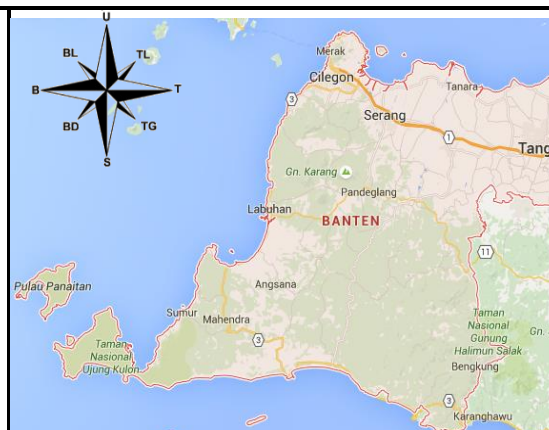 U
BL
TL
B
T
BD
TG
S
Merak
Cilegon
Tanara
3
Serang
1
Tang
Gn. Karang
Pandeglang
Labuhan
BANTEN
11
Pulau Panaitan
Angsana
Sumur
Mahendra
Taman
Nasional
Ujung Kulon
3
Taman
Nasional
Gunung
Halimun Salak
Gn.
Bengkung
3
Karanghawu